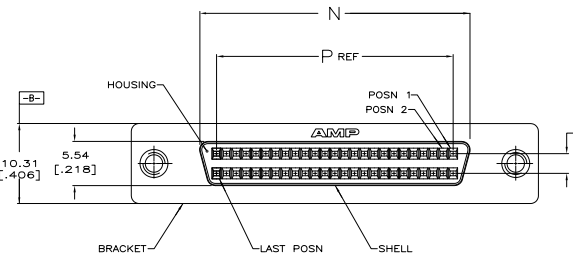 N
P REF
HOUSING
POSN 1
-B-
POSN 2
AMP
10.31
[.406]
5.54
[.218]
BRACKET
LAST POSN
SHELL